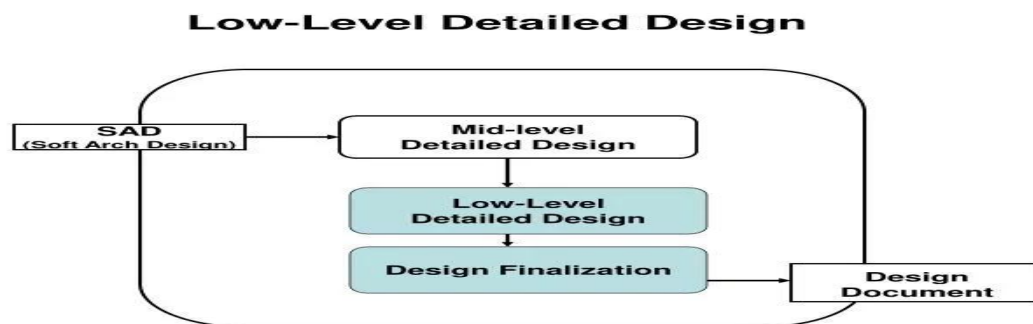 Low-Level Detailed Design
SAD
(Soft Arch Design)
Mid-level
Detailed Design
Low-Level
Detailed Design
Design Finalization
Design
Document